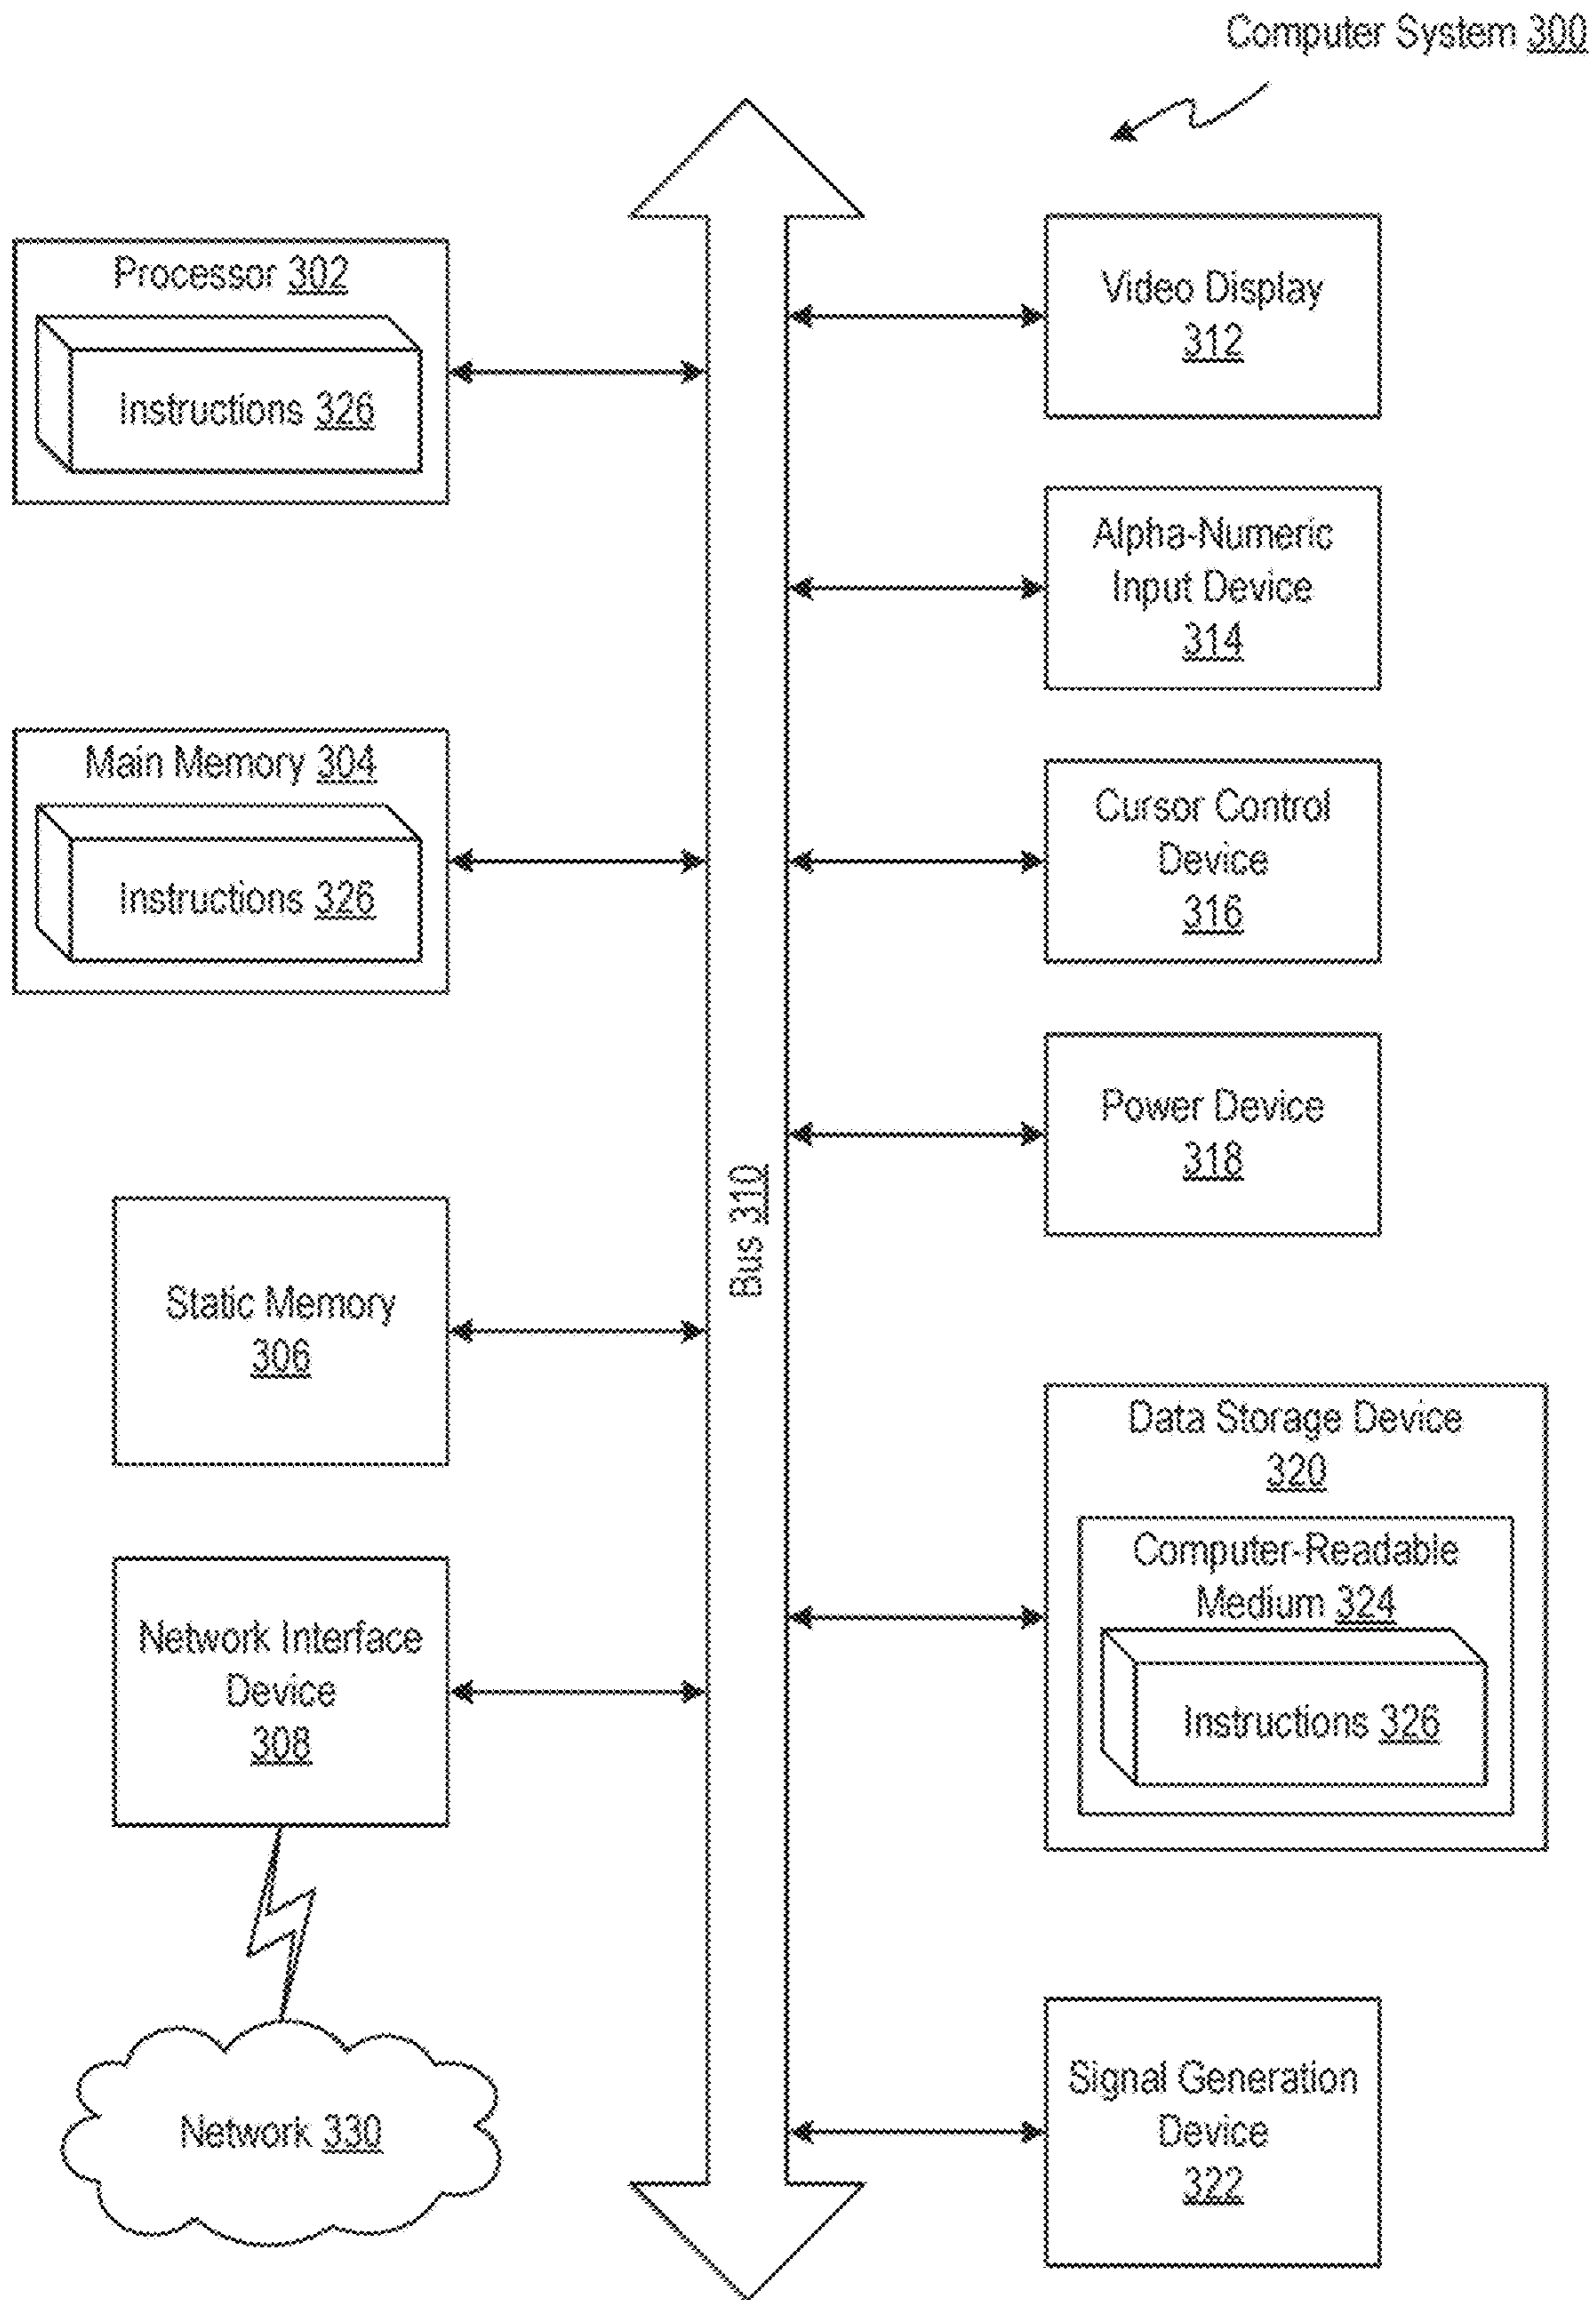 Computer System 300
Processor 302
Instructions 326
Main Memory 304
Instructions 326
Static Memory
306
Network Interface
Device
308
Network 330
Bus 310
Video Display
312
Alpha-Numeric
Input Device
314
Cursor Control
Device
316
Power Device
318
Data Storage Device
320
Computer-Readable
Medium 324
Instructions 326
Signal Generation
Device
322